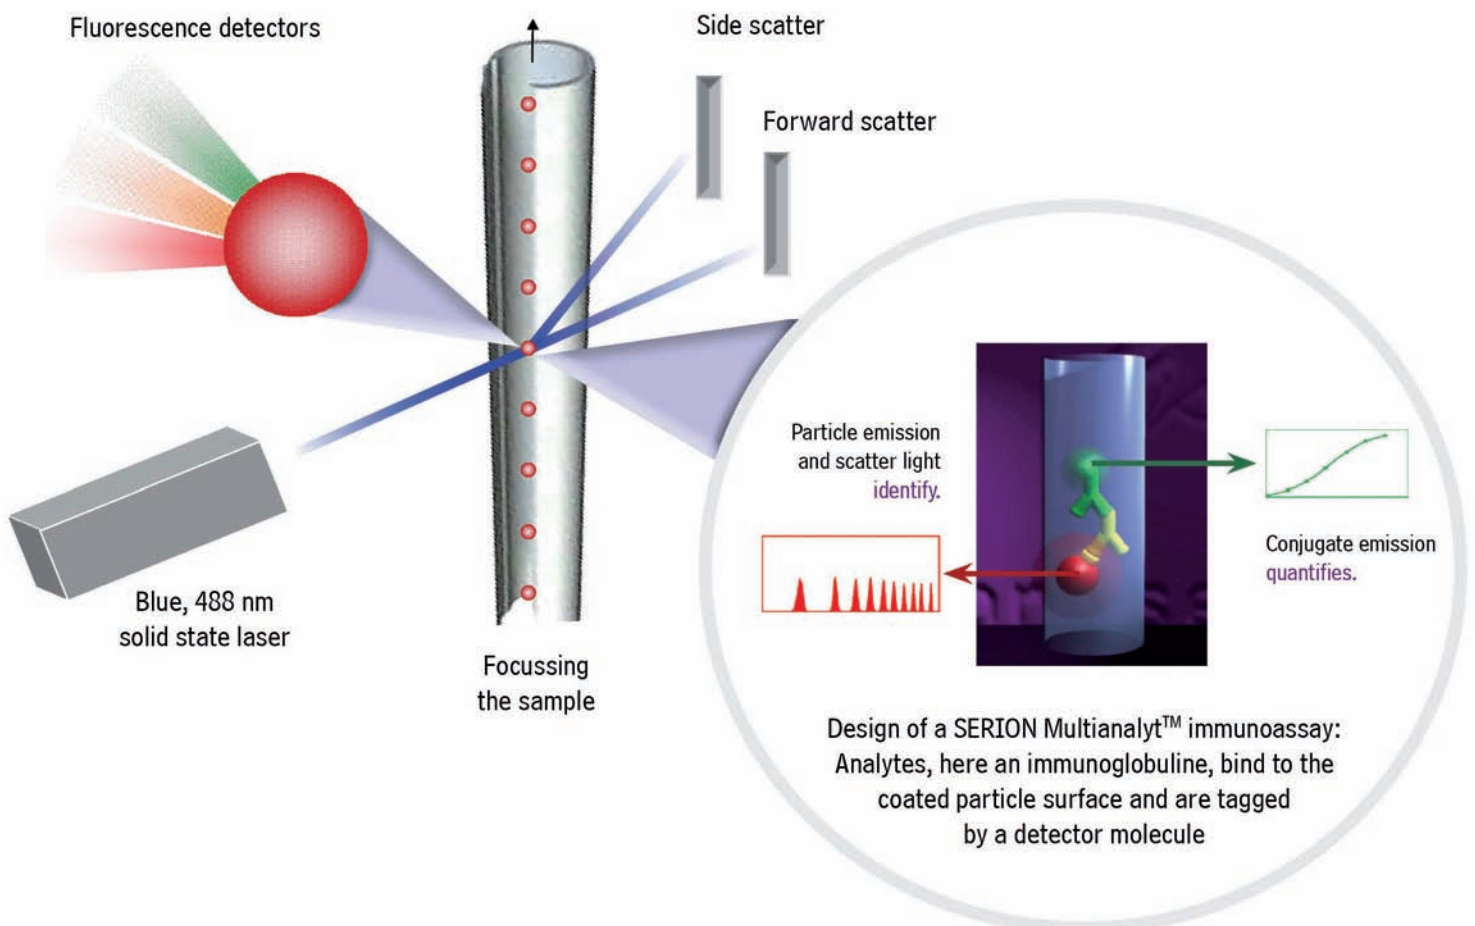 Fluorescence detectors
Side scatter
Forward scatter
Blue, 488 nm
solid state laser
Focussing
the sample
Particle emission
and scatter light
identify.
Conjugate emission
quantifies.
Design of a SERION Multianalyt™ immunoassay:
Analytes, here an immunoglobuline, bind to the
coated particle surface and are tagged
by a detector molecule